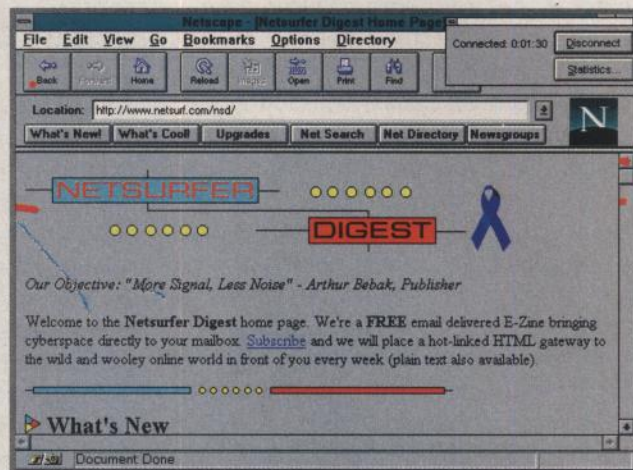 Netscape - [Netsurfer Digest Home Page]
File Edit View Go Bookmarks Options Directory
Connected: 0:01:30 Disconnect
Statistics...
Back Forward Home Reload Images Open Print Find
Location: http://www.netsurf.com/nsd/
N
What's New! What's Cool! Upgrades Net Search Net Directory Newsgroups
NETSURFER
DIGEST
Our Objective: "More Signal, Less Noise" - Arthur Bebak, Publisher
Welcome to the Netsurfer Digest home page. We're a FREE email delivered E-Zine bringing
cyberspace directly to your mailbox. Subscribe and we will place a hot-linked HTML gateway to
the wild and wooley online world in front of you every week (plain text also available).
What's New
Document Done